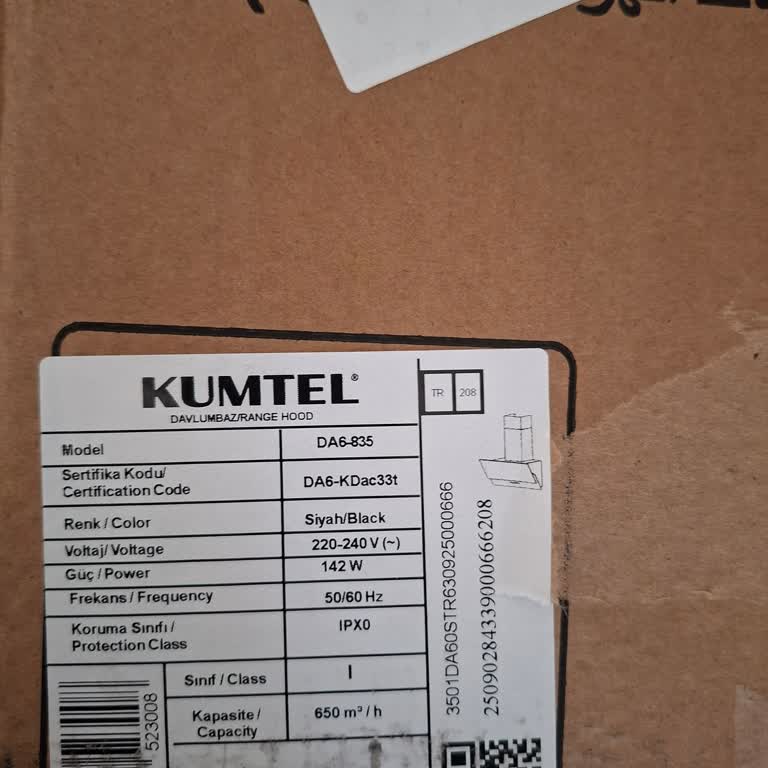 KUMTEL®
DAVLUMBAZ/RANGE HOOD
TR 208
Model DA6-835
Sertifika Kodu/
Certification Code DA6-KDac33t
Renk / Color Siyah/Black
Voltaj/ Voltage 220-240 V (~)
Güç / Power 142 W
Frekans / Frequency 50/60 Hz
Koruma Sınıfı /
Protection Class IPX0
Sınıf / Class I
Kapasite /
Capacity 650 m³ / h
523008
3501DA60STR630925000666
25090284339000666208